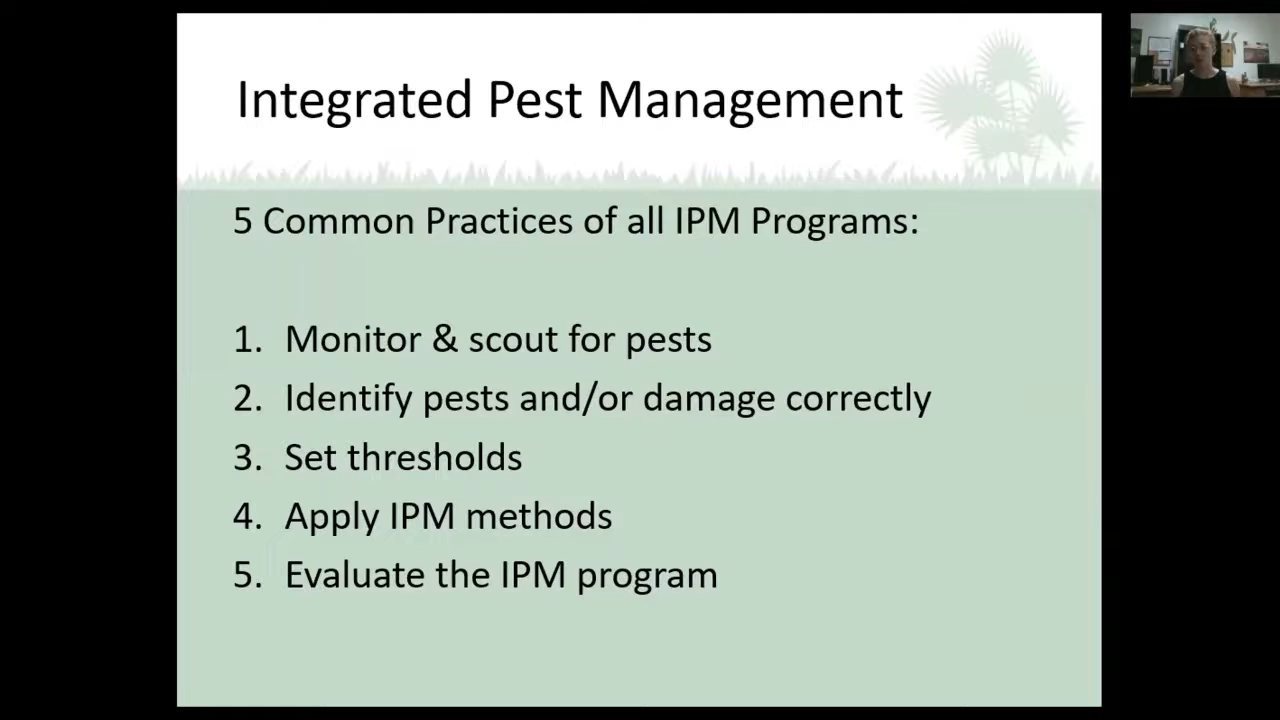 Integrated Pest Management
5 Common Practices of all IPM Programs:
1. Monitor & scout for pests
2. Identify pests and/or damage correctly
3. Set thresholds
4. Apply IPM methods
5. Evaluate the IPM program